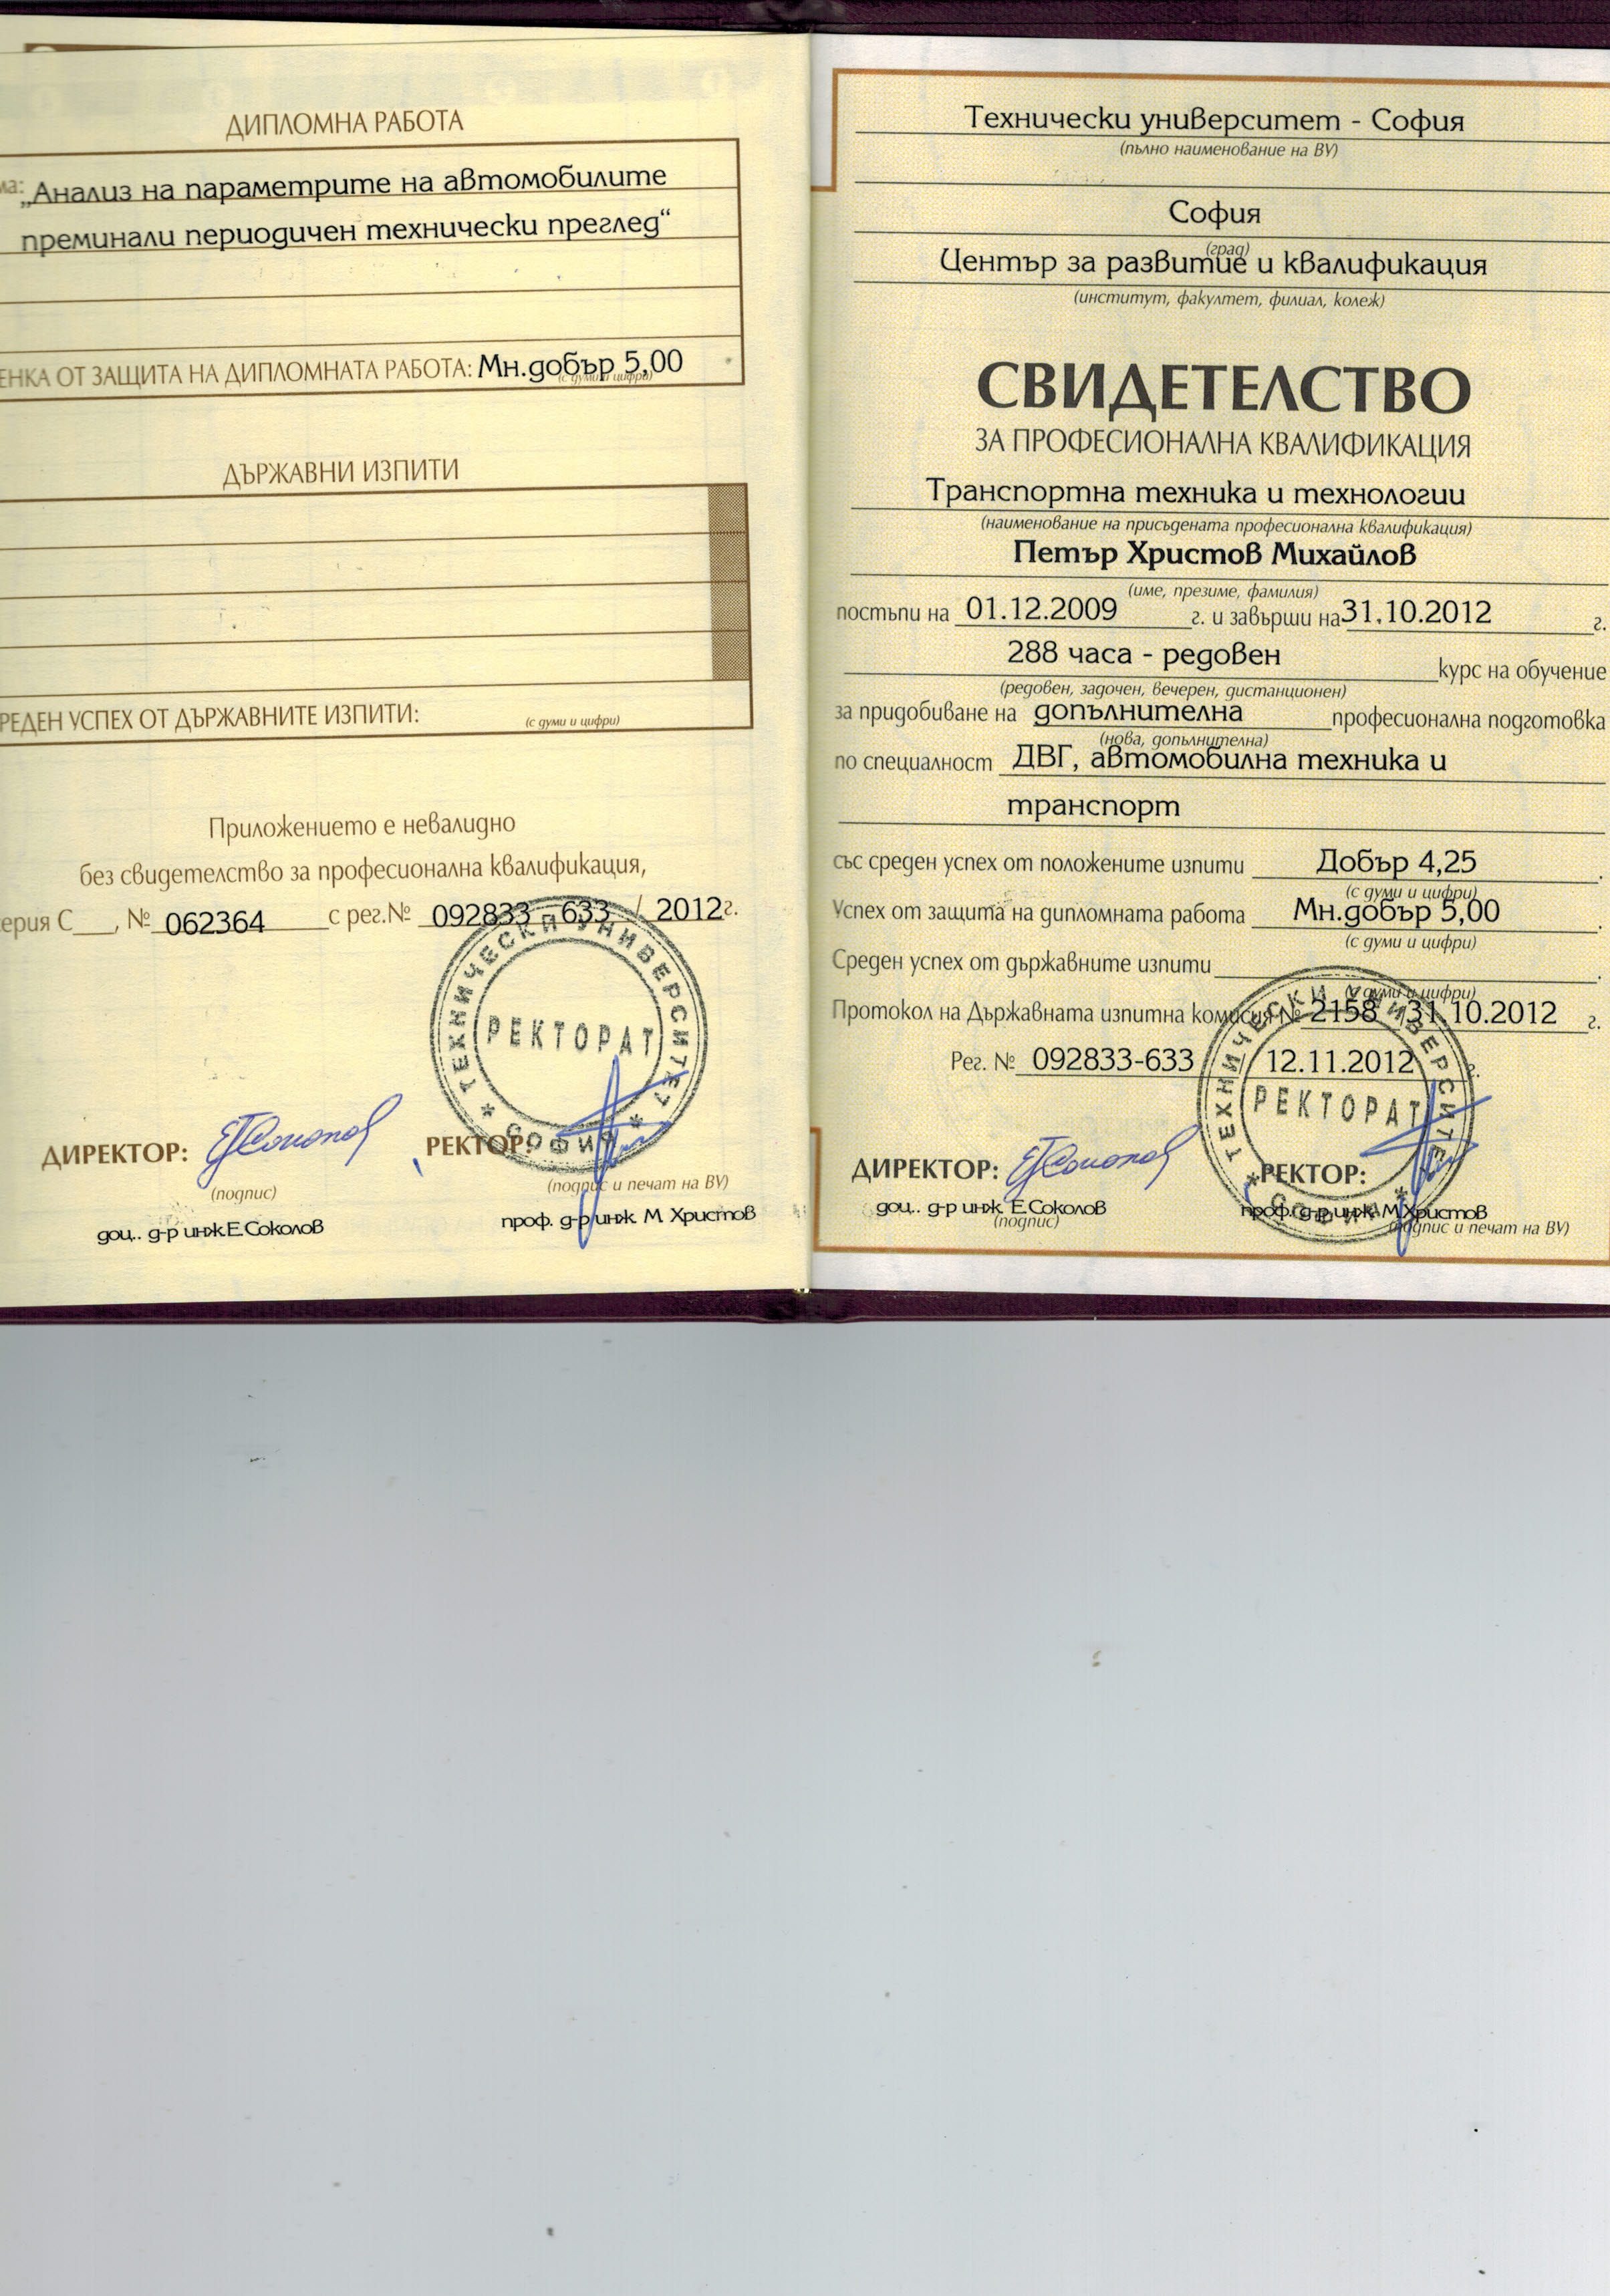 ДИПЛОМНА РАБОТА
„Анализ на параметрите на автомобилите
преминали периодичен технически преглед“
ЕНКА ОТ ЗАЩИТА НА ДИПЛОМНАТА РАБОТА: Мн.добър 5,00
(с думи и цифри)
ДЪРЖАВНИ ИЗПИТИ
РЕДЕН УСПЕХ ОТ ДЪРЖАВНИТЕ ИЗПИТИ: (с думи и цифри)
Приложението е невалидно
без свидетелство за професионална квалификация,
ерия С___, № 062364 с рег.№ 092833 - 633 / 2012г.
ТЕХНИЧЕСКИ УНИВЕРСИТЕТ * СОФИЯ *
РЕКТОРАТ
ДИРЕКТОР: РЕКТОР:
(подпис) (подпис и печат на ВУ)
доц.. д-р инж.Е.Соколов проф. д-р инж. М. Христов
Технически университет - София
(пълно наименование на ВУ)
София
(град)
Център за развитие и квалификация
(институт, факултет, филиал, колеж)
СВИДЕТЕЛСТВО
ЗА ПРОФЕСИОНАЛНА КВАЛИФИКАЦИЯ
Транспортна техника и технологии
(наименование на присъдената професионална квалификация)
Петър Христов Михайлов
(име, презиме, фамилия)
постъпи на 01.12.2009 г. и завърши на 31.10.2012 г.
288 часа - редовен курс на обучение
(редовен, задочен, вечерен, дистанционен)
за придобиване на допълнителна професионална подготовка
(нова, допълнителна)
по специалност ДВГ, автомобилна техника и
транспорт
със среден успех от положените изпити Добър 4,25
(с думи и цифри)
Успех от защита на дипломната работа Мн.добър 5,00
(с думи и цифри)
Среден успех от държавните изпити
(с думи и цифри)
Протокол на Държавната изпитна комисия № 2158 / 31.10.2012 г.
Рег. № 092833-633 / 12.11.2012 г.
ТЕХНИЧЕСКИ УНИВЕРСИТЕТ * СОФИЯ *
РЕКТОРАТ
ДИРЕКТОР: РЕКТОР:
доц.. д-р инж. Е.Соколов проф. д-р инж. М.Христов
(подпис) (подпис и печат на ВУ)